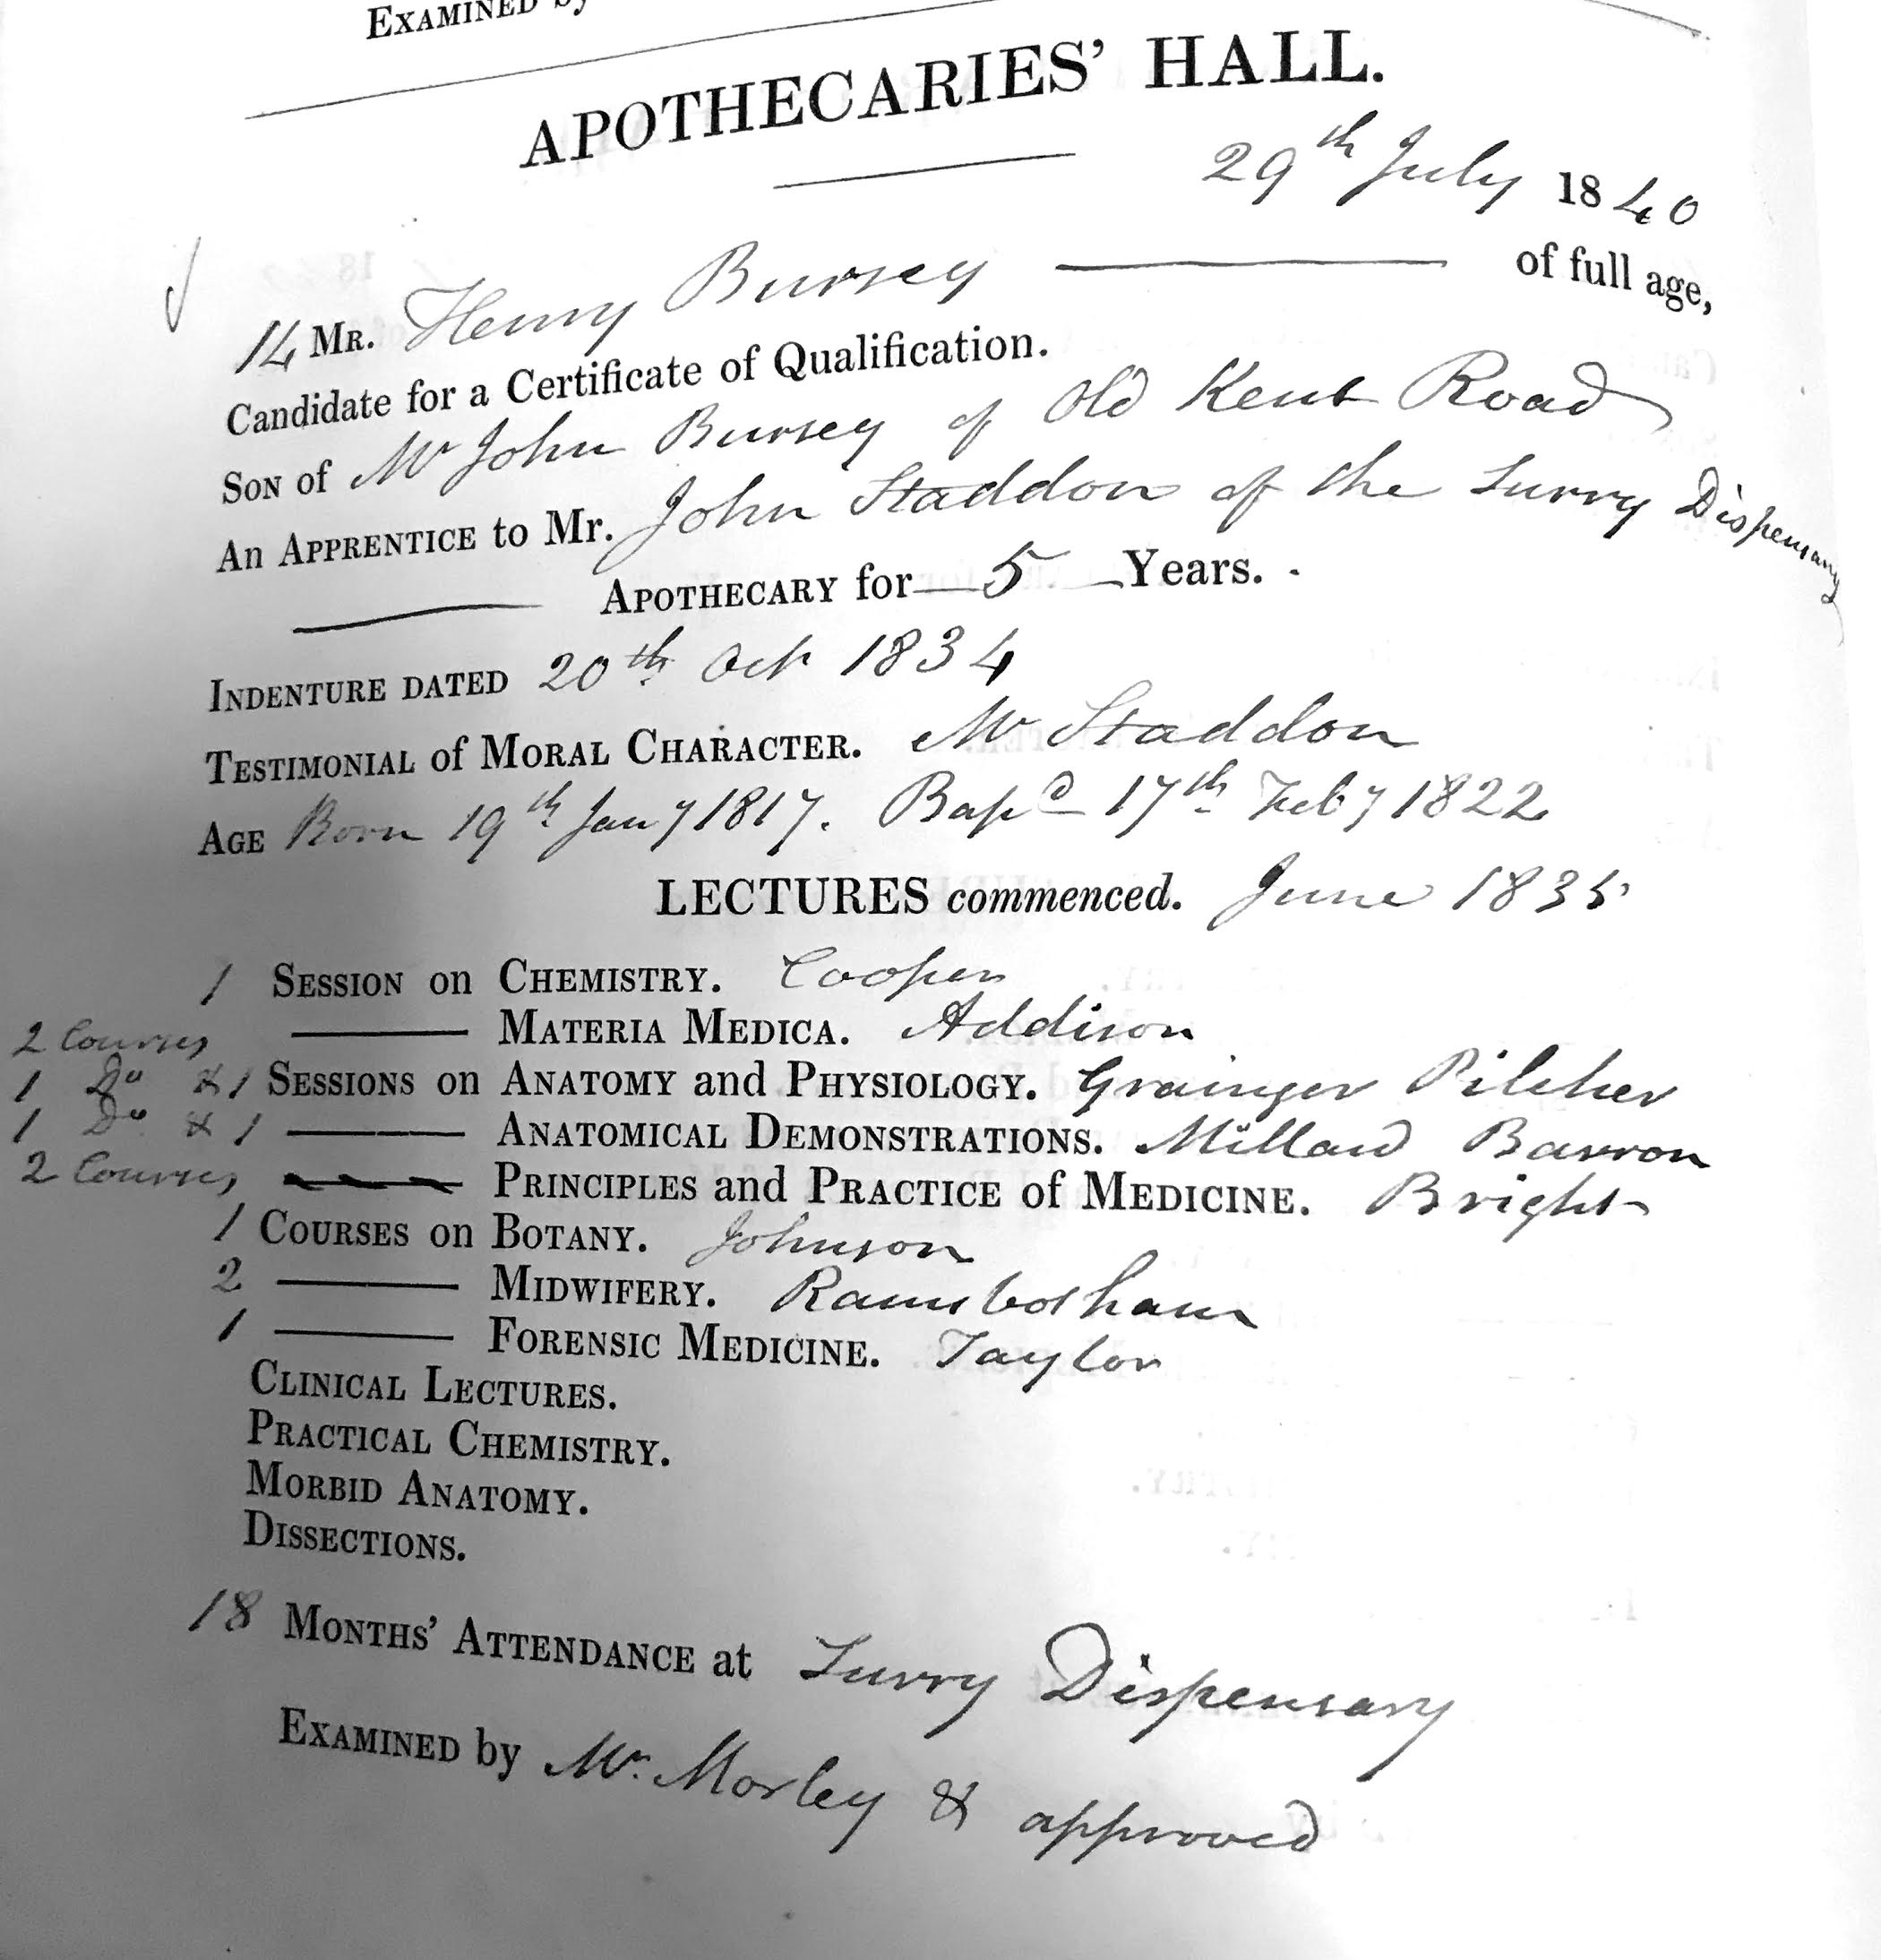 EXAMINED by
APOTHECARIES' HALL.
29th July 1840
14 MR. Henry Bursey of full age,
Candidate for a Certificate of Qualification.
SON of Mr John Bursey of Old Kent Road
An APPRENTICE to Mr. John Staddon of the Surry Dispensary
APOTHECARY for 5 Years.
INDENTURE DATED 20th Oct 1834
TESTIMONIAL of MORAL CHARACTER. Mr Staddon
AGE Born 19th Jany 1817. Bapd 17th Feby 1822
LECTURES commenced. June 1835
1 SESSION on CHEMISTRY. Cooper
2 Courses MATERIA MEDICA. Addison
1 Do & 1 SESSIONS on ANATOMY and PHYSIOLOGY. Grainger Pilcher
1 Do & 1 ANATOMICAL DEMONSTRATIONS. Millard Barron
2 Courses PRINCIPLES and PRACTICE of MEDICINE. Bright
1 COURSES on BOTANY. Johnson
2 MIDWIFERY. Ramsbotham
1 FORENSIC MEDICINE. Taylor
CLINICAL LECTURES.
PRACTICAL CHEMISTRY.
MORBID ANATOMY.
DISSECTIONS.
18 MONTHS' ATTENDANCE at Surry Dispensary
EXAMINED by Mr. Morley & approved